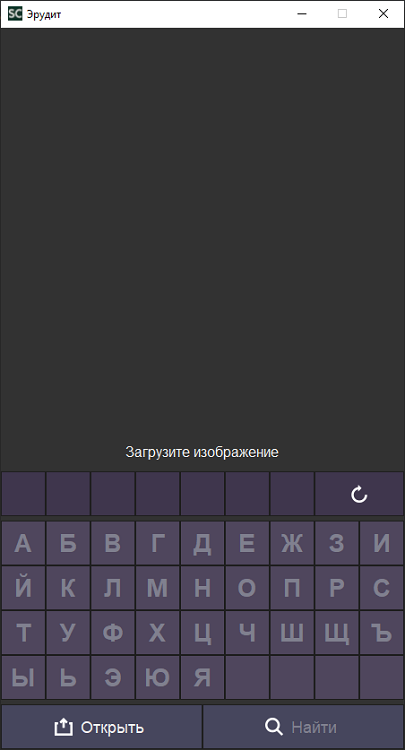 SC Эрудит
Загрузите изображение
А Б В Г Д Е Ж З И
Й К Л М Н О П Р С
Т У Ф Х Ц Ч Ш Щ Ъ
Ы Ь Э Ю Я
Открыть Найти